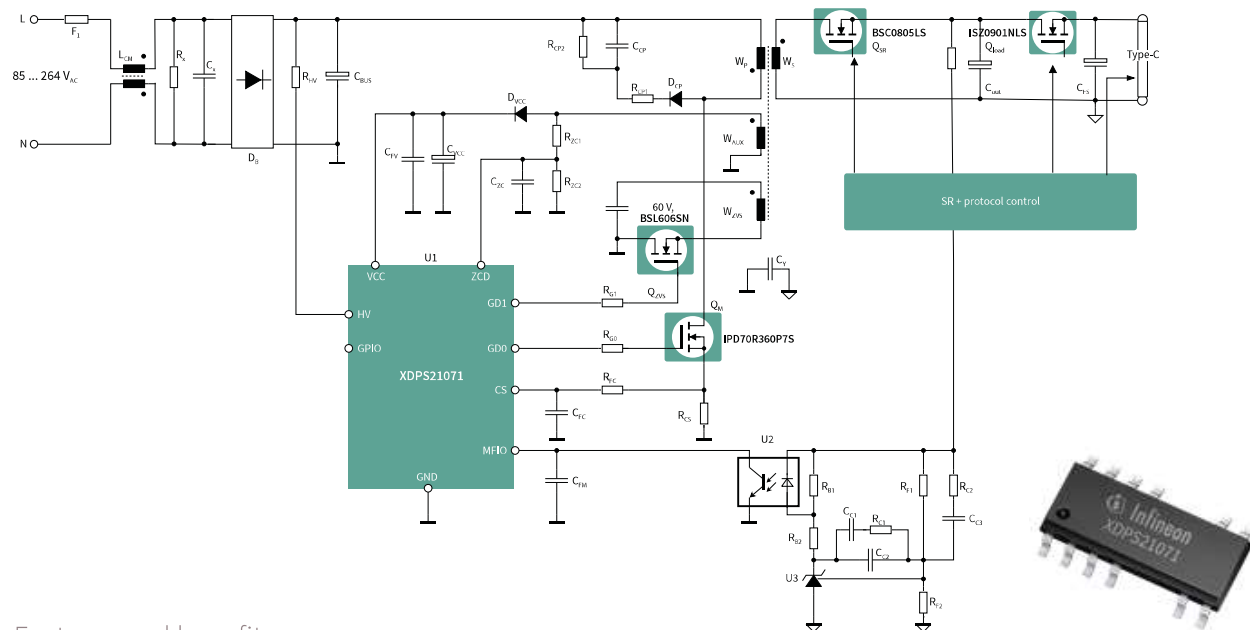 L
F1
LCM
85 ... 264 VAC
N
Rx
Cx
DB
RHV
CBUS
RCP2
CCP
RCP1
DCP
WP
WS
BSC0805LS
QSR
ISZ0901NLS
Qload
Cout
CFS
Type-C
DVCC
RZC1
CFV
CVCC
CZC
RZC2
WAUX
WZVS
60 V,
BSL606SN
SR + protocol control
U1
VCC
ZCD
HV
GPIO
XDPS21071
GD1
GD0
CS
MFIO
GND
RG1
QZVS
RG0
QM
IPD70R360P7S
CY
RFC
CFC
RCS
CFM
U2
RB1
RF1
RC2
CC3
CC1
RC1
RB2
CC2
U3
RF2
Infineon
XDPS21071